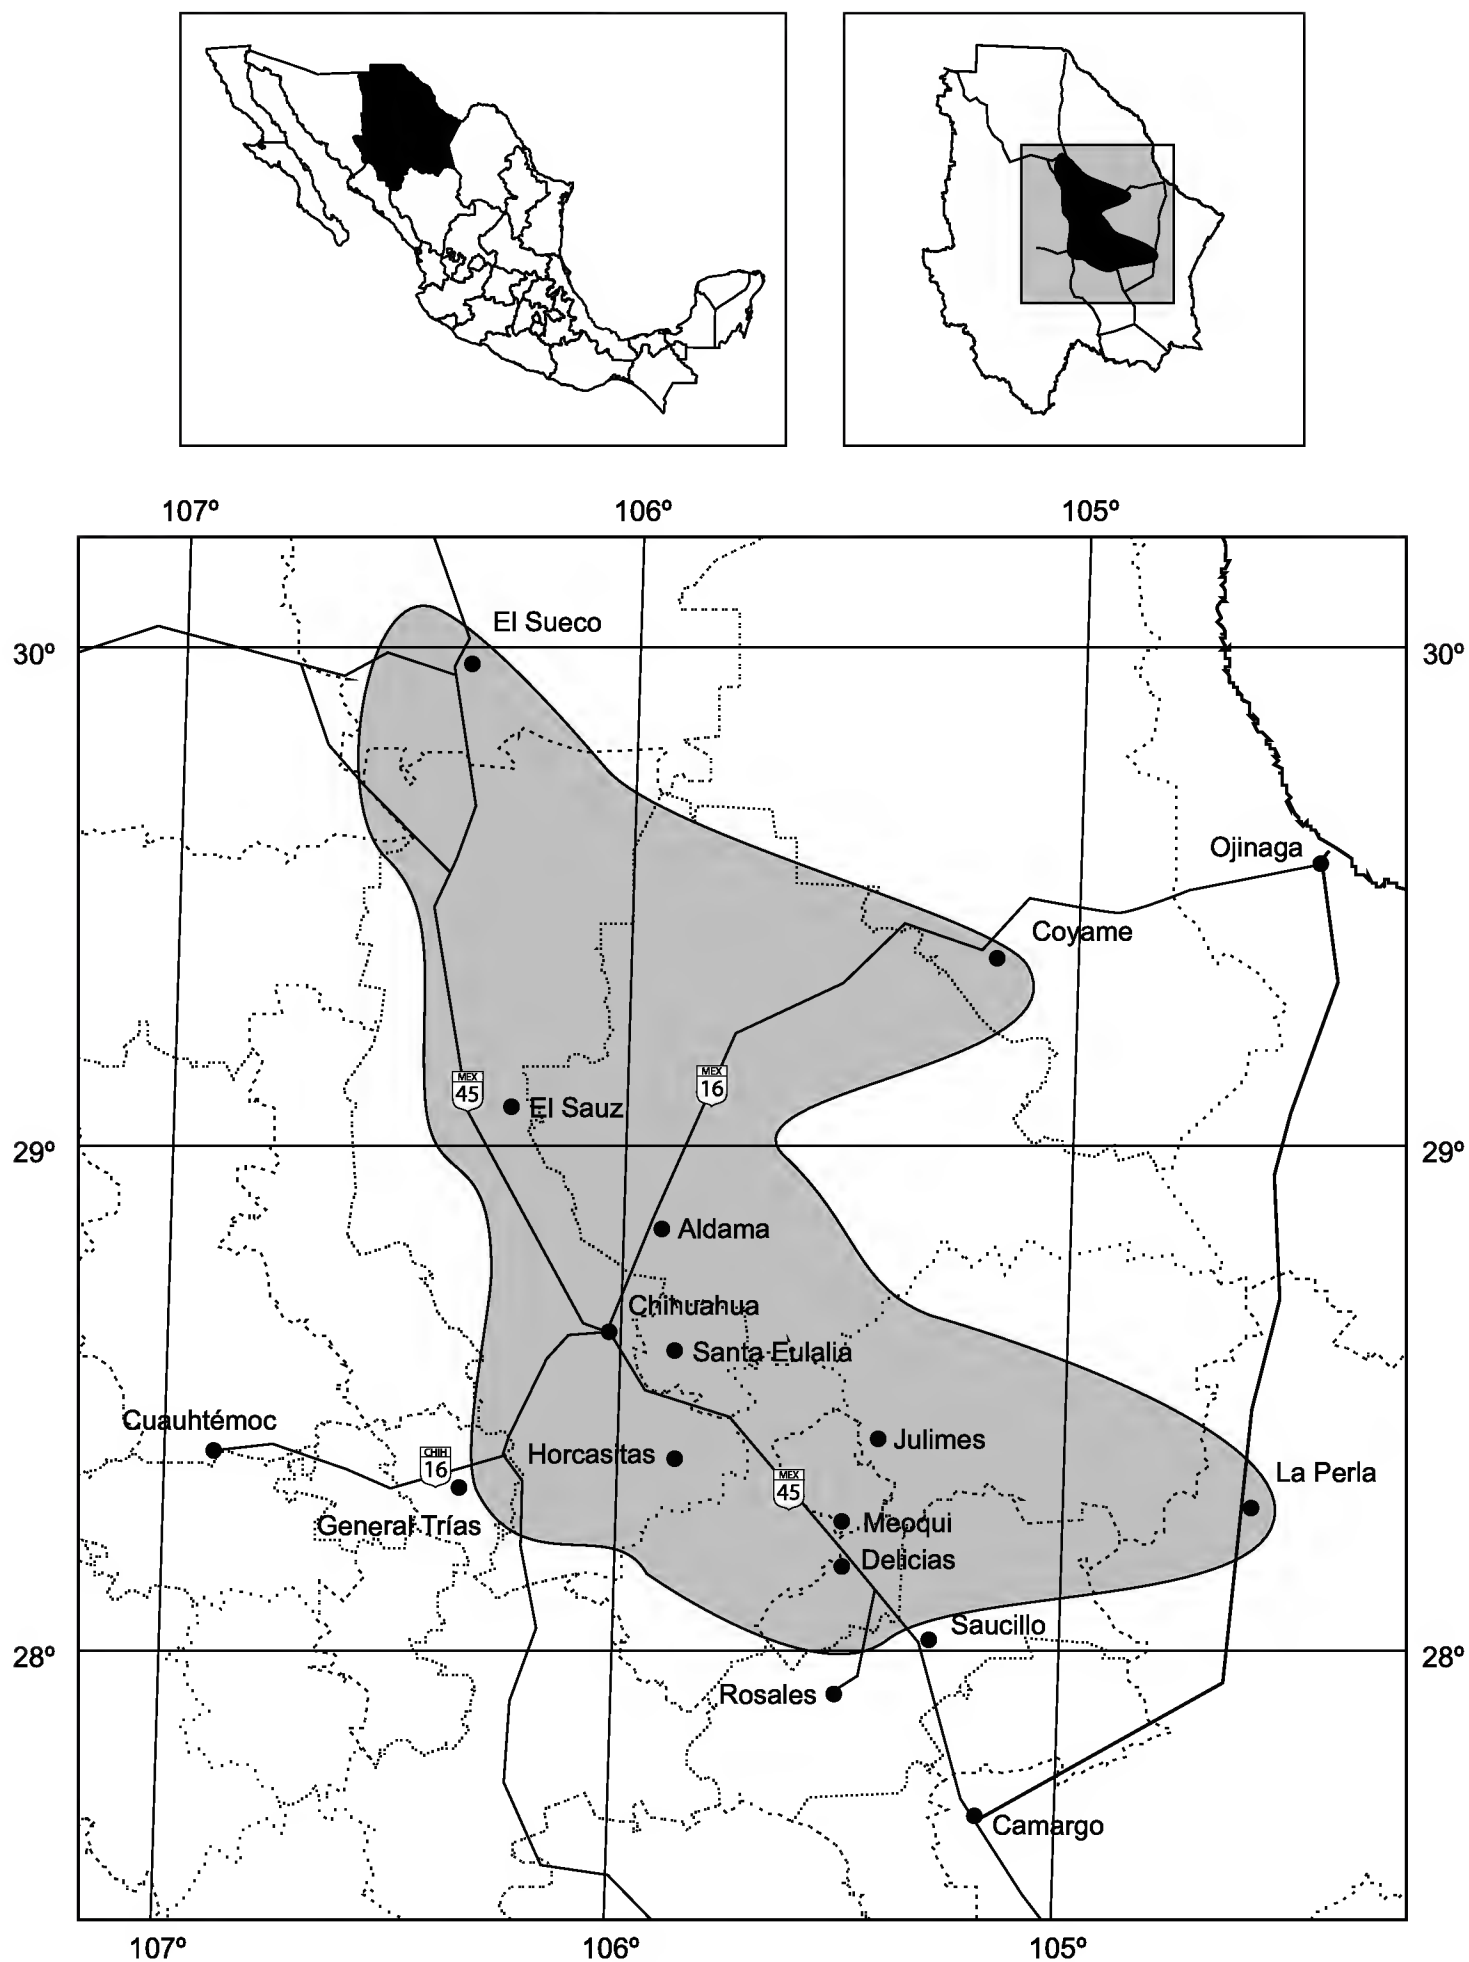 107º 106º 105º
El Sueco
30º 30º
Ojinaga
Coyame
MEX
16
MEX
45
El Sauz
29º 29º
Aldama
Chihuahua
Santa Eulalia
Cuauhtémoc
Julimes
CHIH
16
Horcasitas
La Perla
MEX
45
General Trías
Meoqui
Delicias
Saucillo
28º 28º
Rosales
Camargo
107º 106º 105º